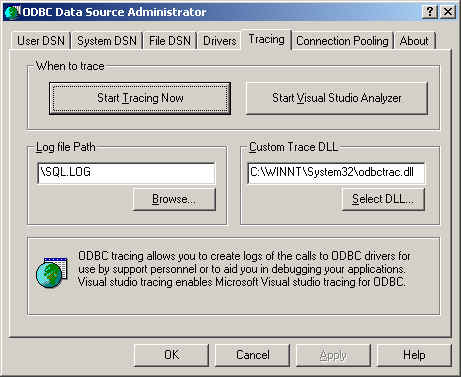 ODBC Data Source Administrator
User DSN System DSN File DSN Drivers Tracing Connection Pooling About
When to trace
Start Tracing Now Start Visual Studio Analyzer
Log file Path Custom Trace DLL
\SQL.LOG C:\WINNT\System32\odbctrac.dll
Browse... Select DLL...
ODBC tracing allows you to create logs of the calls to ODBC drivers for
use by support personnel or to aid you in debugging your applications.
Visual studio tracing enables Microsoft Visual studio tracing for ODBC.
OK Cancel Apply Help